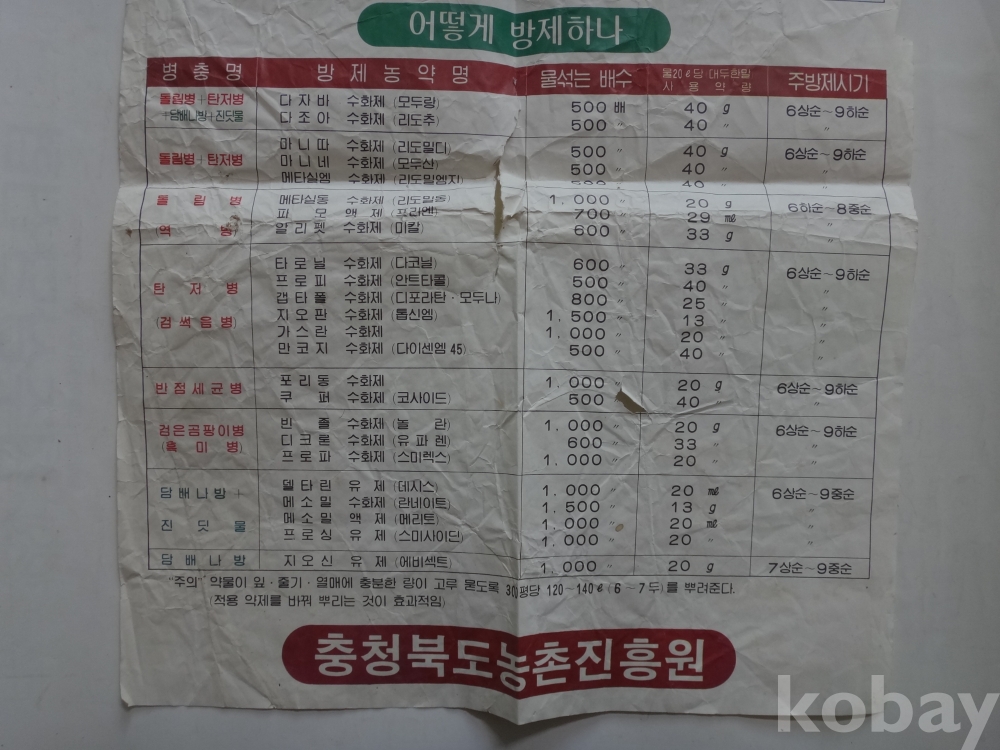 어떻게 방제하나
병충명 방제농약명 물섞는 배수 물20ℓ당 대두한말 사용약량 주방제시기
돌림병+탄저병 다자바 수화제 (모두랑) 500 배 40 g 6상순~9하순
+담배나방+진딧물 다조아 수화제 (리도추) 500 〃 40 〃 〃
마니따 수화제 (리도밀디) 500 〃 40 g 6상순~9하순
돌림병+탄저병 마니네 수화제 (모두산) 500 〃 40 〃 〃
메타실엠 수화제 (리도밀엠지) 500 〃 40 〃
돌림병 메타실동 수화제 (리도밀동) 1.000 〃 20 g 6하순~8중순
파모 액제 (프리엔) 700 〃 29 ㎖ 〃
(역병) 알리펫 수화제 (미칼) 600 〃 33 g 〃
타로닐 수화제 (다코닐) 600 〃 33 g 6상순~9하순
탄저병 프로피 수화제 (안트타콜) 500 〃 40 〃 〃
갭타폴 수화제 (디포라탄·모두나) 800 〃 25 〃 〃
(검썩음병) 지오판 수화제 (톱신엠) 1.500 〃 13 〃 〃
가스란 수화제 1.000 〃 20 〃 〃
만코지 수화제 (다이센엠 45) 500 〃 40 〃 〃
반점세균병 포리동 수화제 1.000 〃 20 g 6상순~9하순
쿠퍼 수화제 (코사이드) 500 〃 40 〃 〃
검은곰팡이병 빈졸 수화제 (놀란) 1.000 〃 20 g 6상순~9하순
(흑미병) 디크론 수화제 (유파렌) 600 〃 33 〃 〃
프로파 수화제 (스미렉스) 1.000 〃 20 〃 〃
담배나방+ 델타린 유제 (데시스) 1.000 〃 20 ㎖ 6상순~9중순
메소밀 수화제 (란네이트) 1.500 〃 13 g 〃
진딧물 메소밀 액제 (메리트) 1.000 〃 20 ㎖ 〃
프로싱 유제 (스미사이딘) 1.000 〃 20 〃 〃
담배나방 지오신 유제 (에비섹트) 1.000 〃 20 g 7상순~9중순
"주의" 약물이 잎·줄기·열매에 충분한 량이 고루 묻도록 300평당 120~140ℓ (6~7두)를 뿌려준다.
(적용 약제를 바꿔 뿌리는 것이 효과적임)
충청북도농촌진흥원
kobay